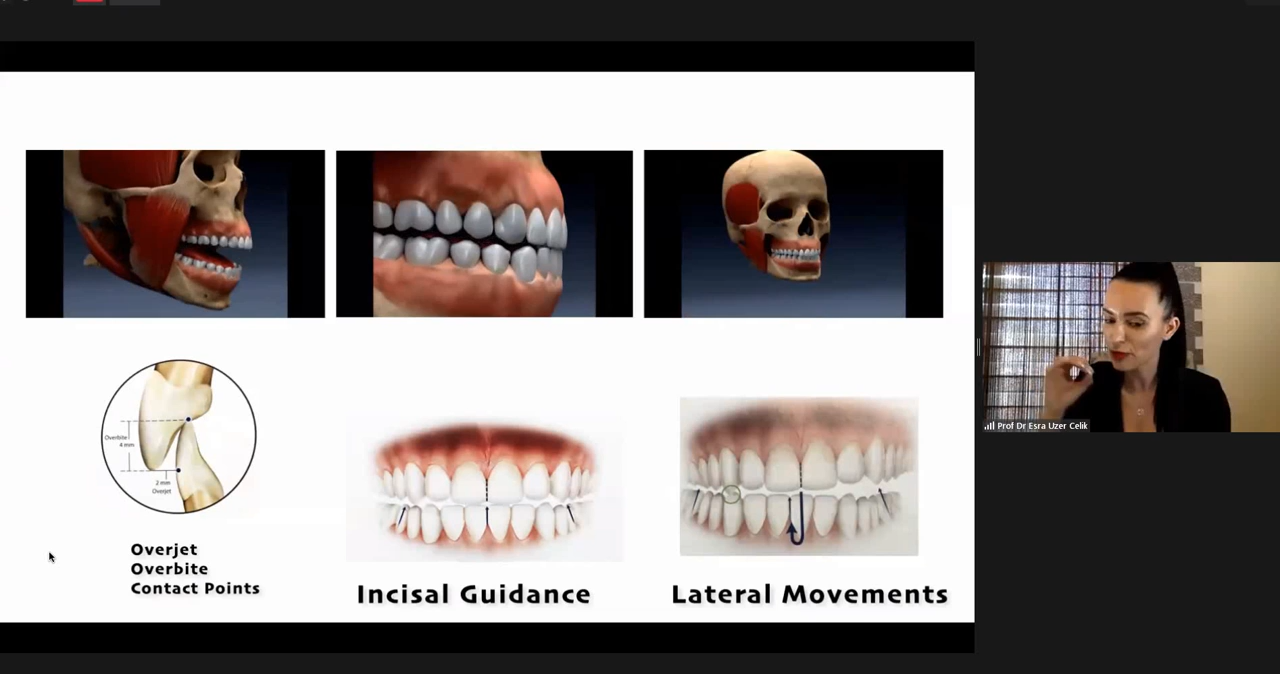 Overbite
4 mm
2 mm
Overjet
Overjet
Overbite
Contact Points
Incisal Guidance
Lateral Movements
Prof Dr Esra Uzer Celik